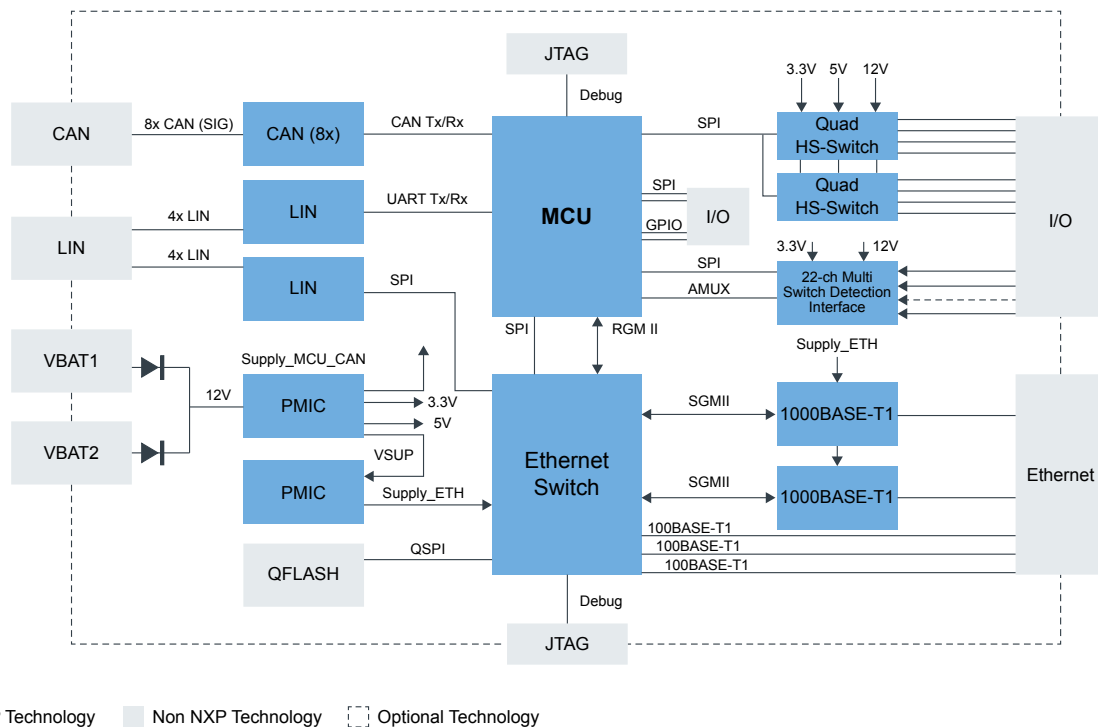 JTAG
Debug
3.3V 5V 12V
CAN
8x CAN (SIG)
CAN (8x)
CAN Tx/Rx
MCU
SPI
Quad
HS-Switch
Quad
HS-Switch
LIN
4x LIN
4x LIN
LIN
UART Tx/Rx
LIN
SPI
SPI
GPIO
I/O
I/O
3.3V 12V
SPI
AMUX
22-ch Multi
Switch Detection
Interface
SPI
RGM II
VBAT1
VBAT2
12V
Supply_MCU_CAN
PMIC
3.3V
5V
VSUP
PMIC
Supply_ETH
Ethernet
Switch
Supply_ETH
SGMII
1000BASE-T1
SGMII
1000BASE-T1
Ethernet
100BASE-T1
100BASE-T1
100BASE-T1
QFLASH
QSPI
Debug
JTAG
Technology
Non NXP Technology
Optional Technology